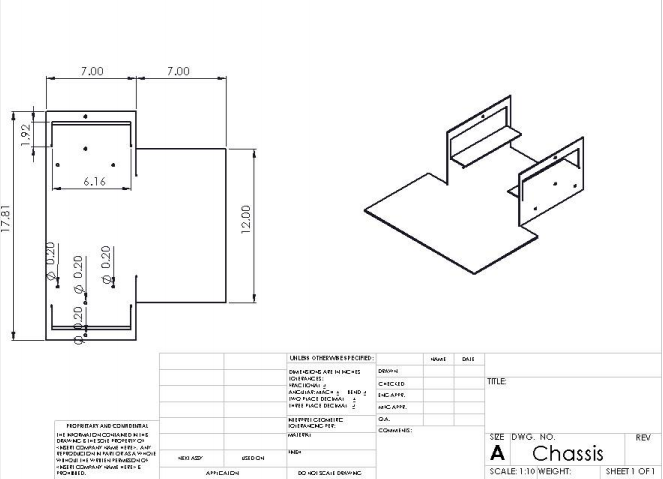 7.00
7.00
1.92
6.16
17.81
12.00
Ø 0.20
Ø 0.20
Ø 0.20
Ø 0.20
UNLESS OTHERWISE SPECIFIED:
NAME
DATE
DIMENSIONS ARE IN INCHES
TOLERANCES:
FRACTIONAL ±
ANGULAR: MACH ± BEND ±
TWO PLACE DECIMAL ±
THREE PLACE DECIMAL ±
DRAWN
CHECKED
ENG APPR.
MFG APPR.
INTERPRET GEOMETRIC
TOLERANCING PER:
Q.A.
COMMENTS:
MATERIAL
FINISH
TITLE:
PROPRIETARY AND CONFIDENTIAL
THE INFORMATION CONTAINED IN THIS
DRAWING IS THE SOLE PROPERTY OF
<INSERT COMPANY NAME HERE>. ANY
REPRODUCTION IN PART OR AS A WHOLE
WITHOUT THE WRITTEN PERMISSION OF
<INSERT COMPANY NAME HERE> IS
PROHIBITED.
NEXT ASSY
USED ON
APPLICATION
DO NOT SCALE DRAWING
SIZE
DWG. NO.
REV
A
Chassis
SCALE: 1:10
WEIGHT:
SHEET 1 OF 1